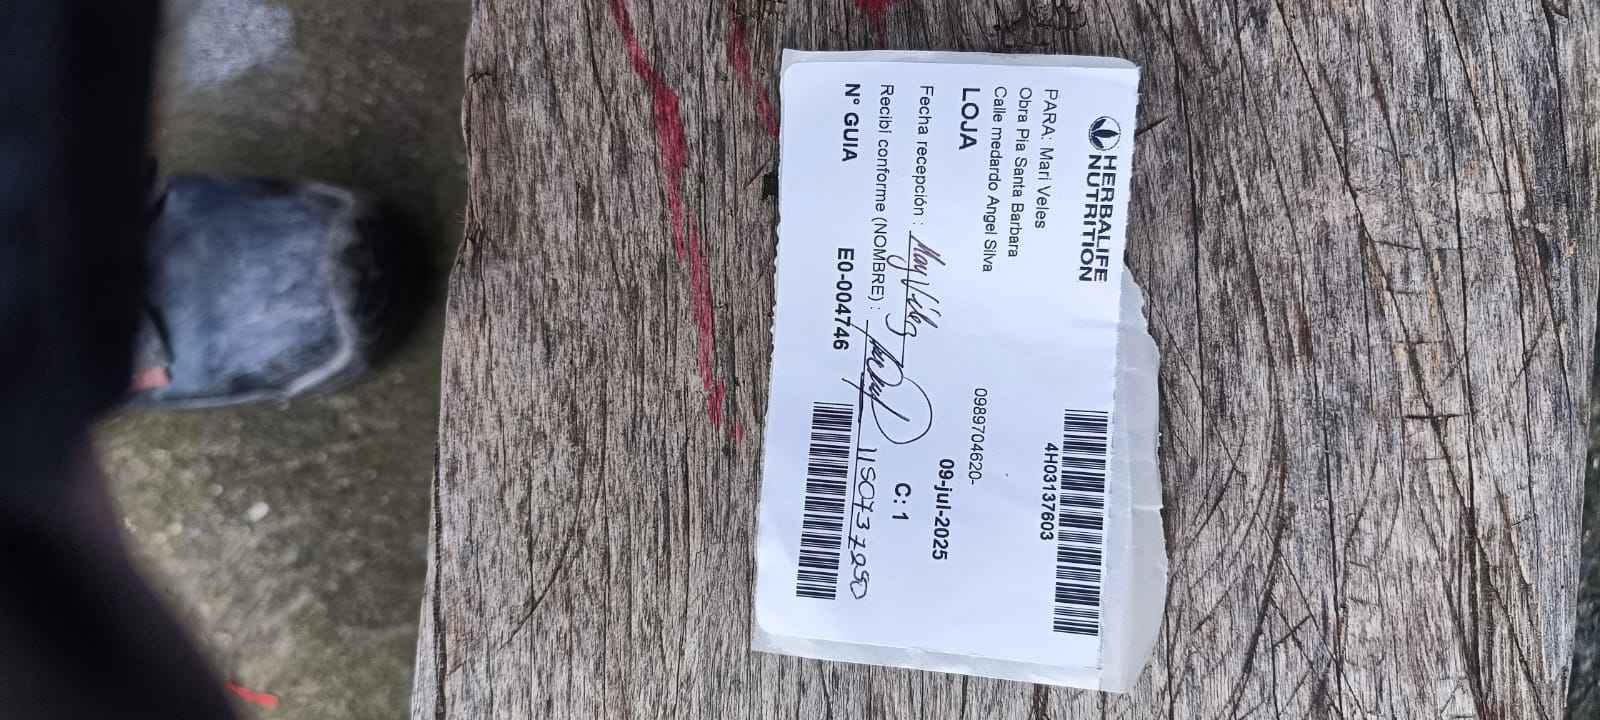 HERBALIFE
NUTRITION
4H03137603
PARA: Mari Veles
Obra Pia Santa Barbara
Calle medardo Angel Silva 0989704620-
LOJA 09-jul-2025
Fecha recepción : C: 1
Recibí conforme (NOMBRE) :
N° GUIA E0-004746